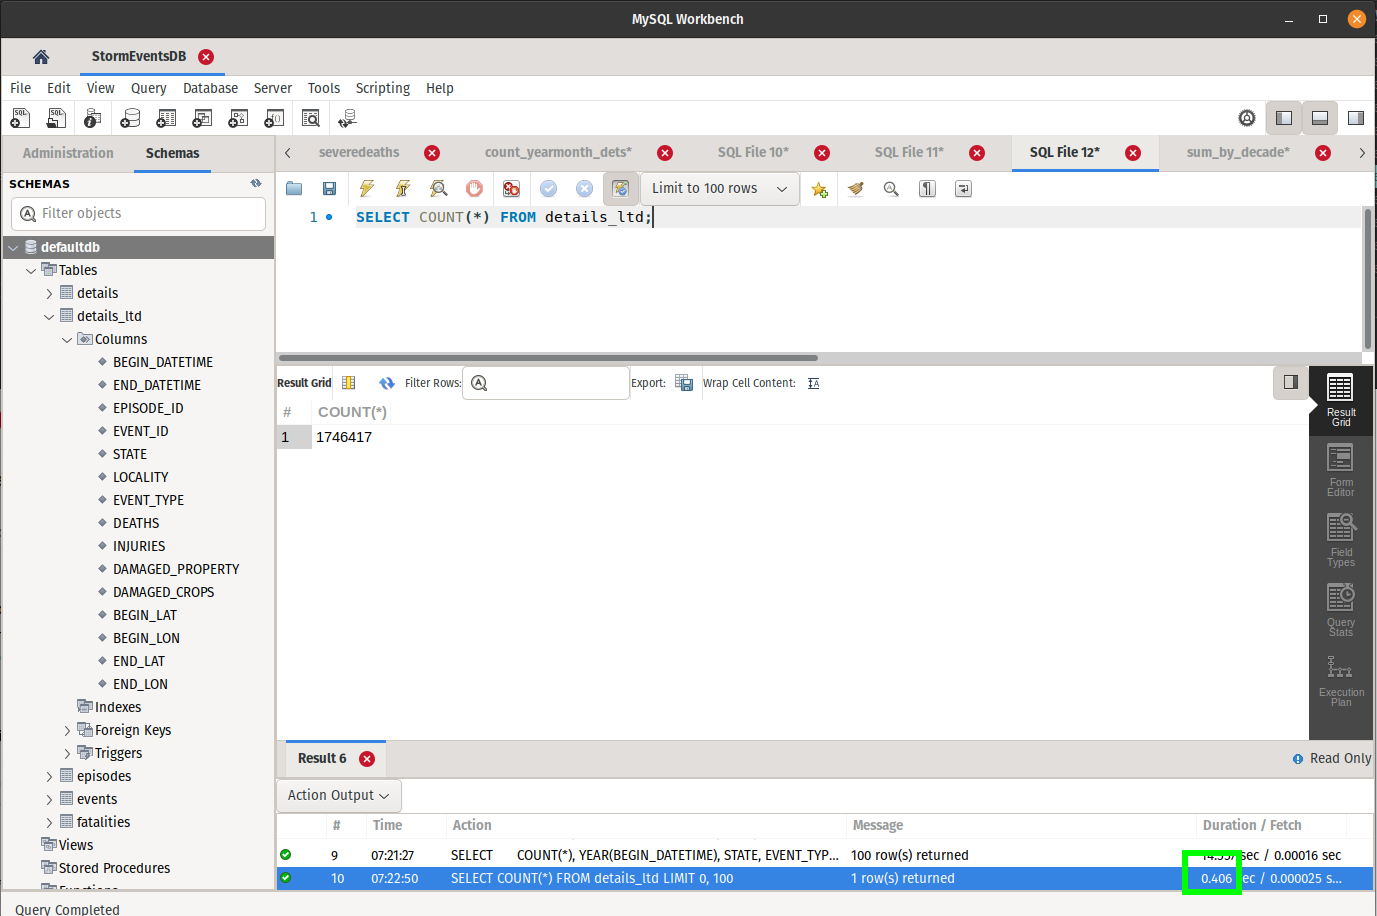 MySQL Workbench
StormEventsDB
File Edit View Query Database Server Tools Scripting Help
Administration Schemas
severedeaths count_yearmonth_dets* SQL File 10* SQL File 11* SQL File 12* sum_by_decade*
SCHEMAS
Filter objects
Limit to 100 rows
1 SELECT COUNT(*) FROM details_ltd;
defaultdb
Tables
details
details_ltd
Columns
BEGIN_DATETIME
END_DATETIME
EPISODE_ID
EVENT_ID
STATE
LOCALITY
EVENT_TYPE
DEATHS
INJURIES
DAMAGED_PROPERTY
DAMAGED_CROPS
BEGIN_LAT
BEGIN_LON
END_LAT
END_LON
Indexes
Foreign Keys
Triggers
episodes
events
fatalities
Views
Stored Procedures
Functions
Result Grid Filter Rows: Export: Wrap Cell Content:
# COUNT(*)
1 1746417
Result
Grid
Form
Editor
Field
Types
Query
Stats
Execution
Plan
Result 6 Read Only
Action Output
# Time Action Message Duration / Fetch
9 07:21:27 SELECT COUNT(*), YEAR(BEGIN_DATETIME), STATE, EVENT_TYP... 100 row(s) returned sec / 0.00016 sec
10 07:22:50 SELECT COUNT(*) FROM details_ltd LIMIT 0, 100 1 row(s) returned 0.406 ec / 0.000025 s...
Query Completed